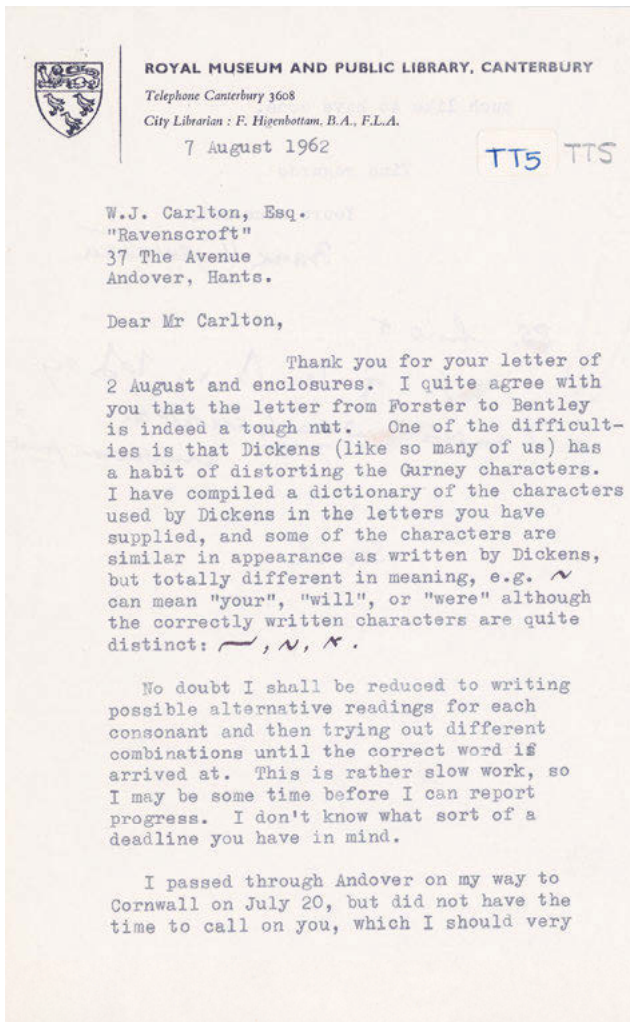 ROYAL MUSEUM AND PUBLIC LIBRARY, CANTERBURY
Telephone Canterbury 3608
City Librarian : F. Higenbottam, B.A., F.L.A.
7 August 1962
TT5 TT5
W.J. Carlton, Esq.
"Ravenscroft"
37 The Avenue
Andover, Hants.
Dear Mr Carlton,
Thank you for your letter of
2 August and enclosures. I quite agree with
you that the letter from Forster to Bentley
is indeed a tough nut. One of the difficult-
ies is that Dickens (like so many of us) has
a habit of distorting the Gurney characters.
I have compiled a dictionary of the characters
used by Dickens in the letters you have
supplied, and some of the characters are
similar in appearance as written by Dickens,
but totally different in meaning, e.g.
can mean "your", "will", or "were" although
the correctly written characters are quite
distinct: , , .
No doubt I shall be reduced to writing
possible alternative readings for each
consonant and then trying out different
combinations until the correct word is
arrived at. This is rather slow work, so
I may be some time before I can report
progress. I don't know what sort of a
deadline you have in mind.
I passed through Andover on my way to
Cornwall on July 20, but did not have the
time to call on you, which I should very